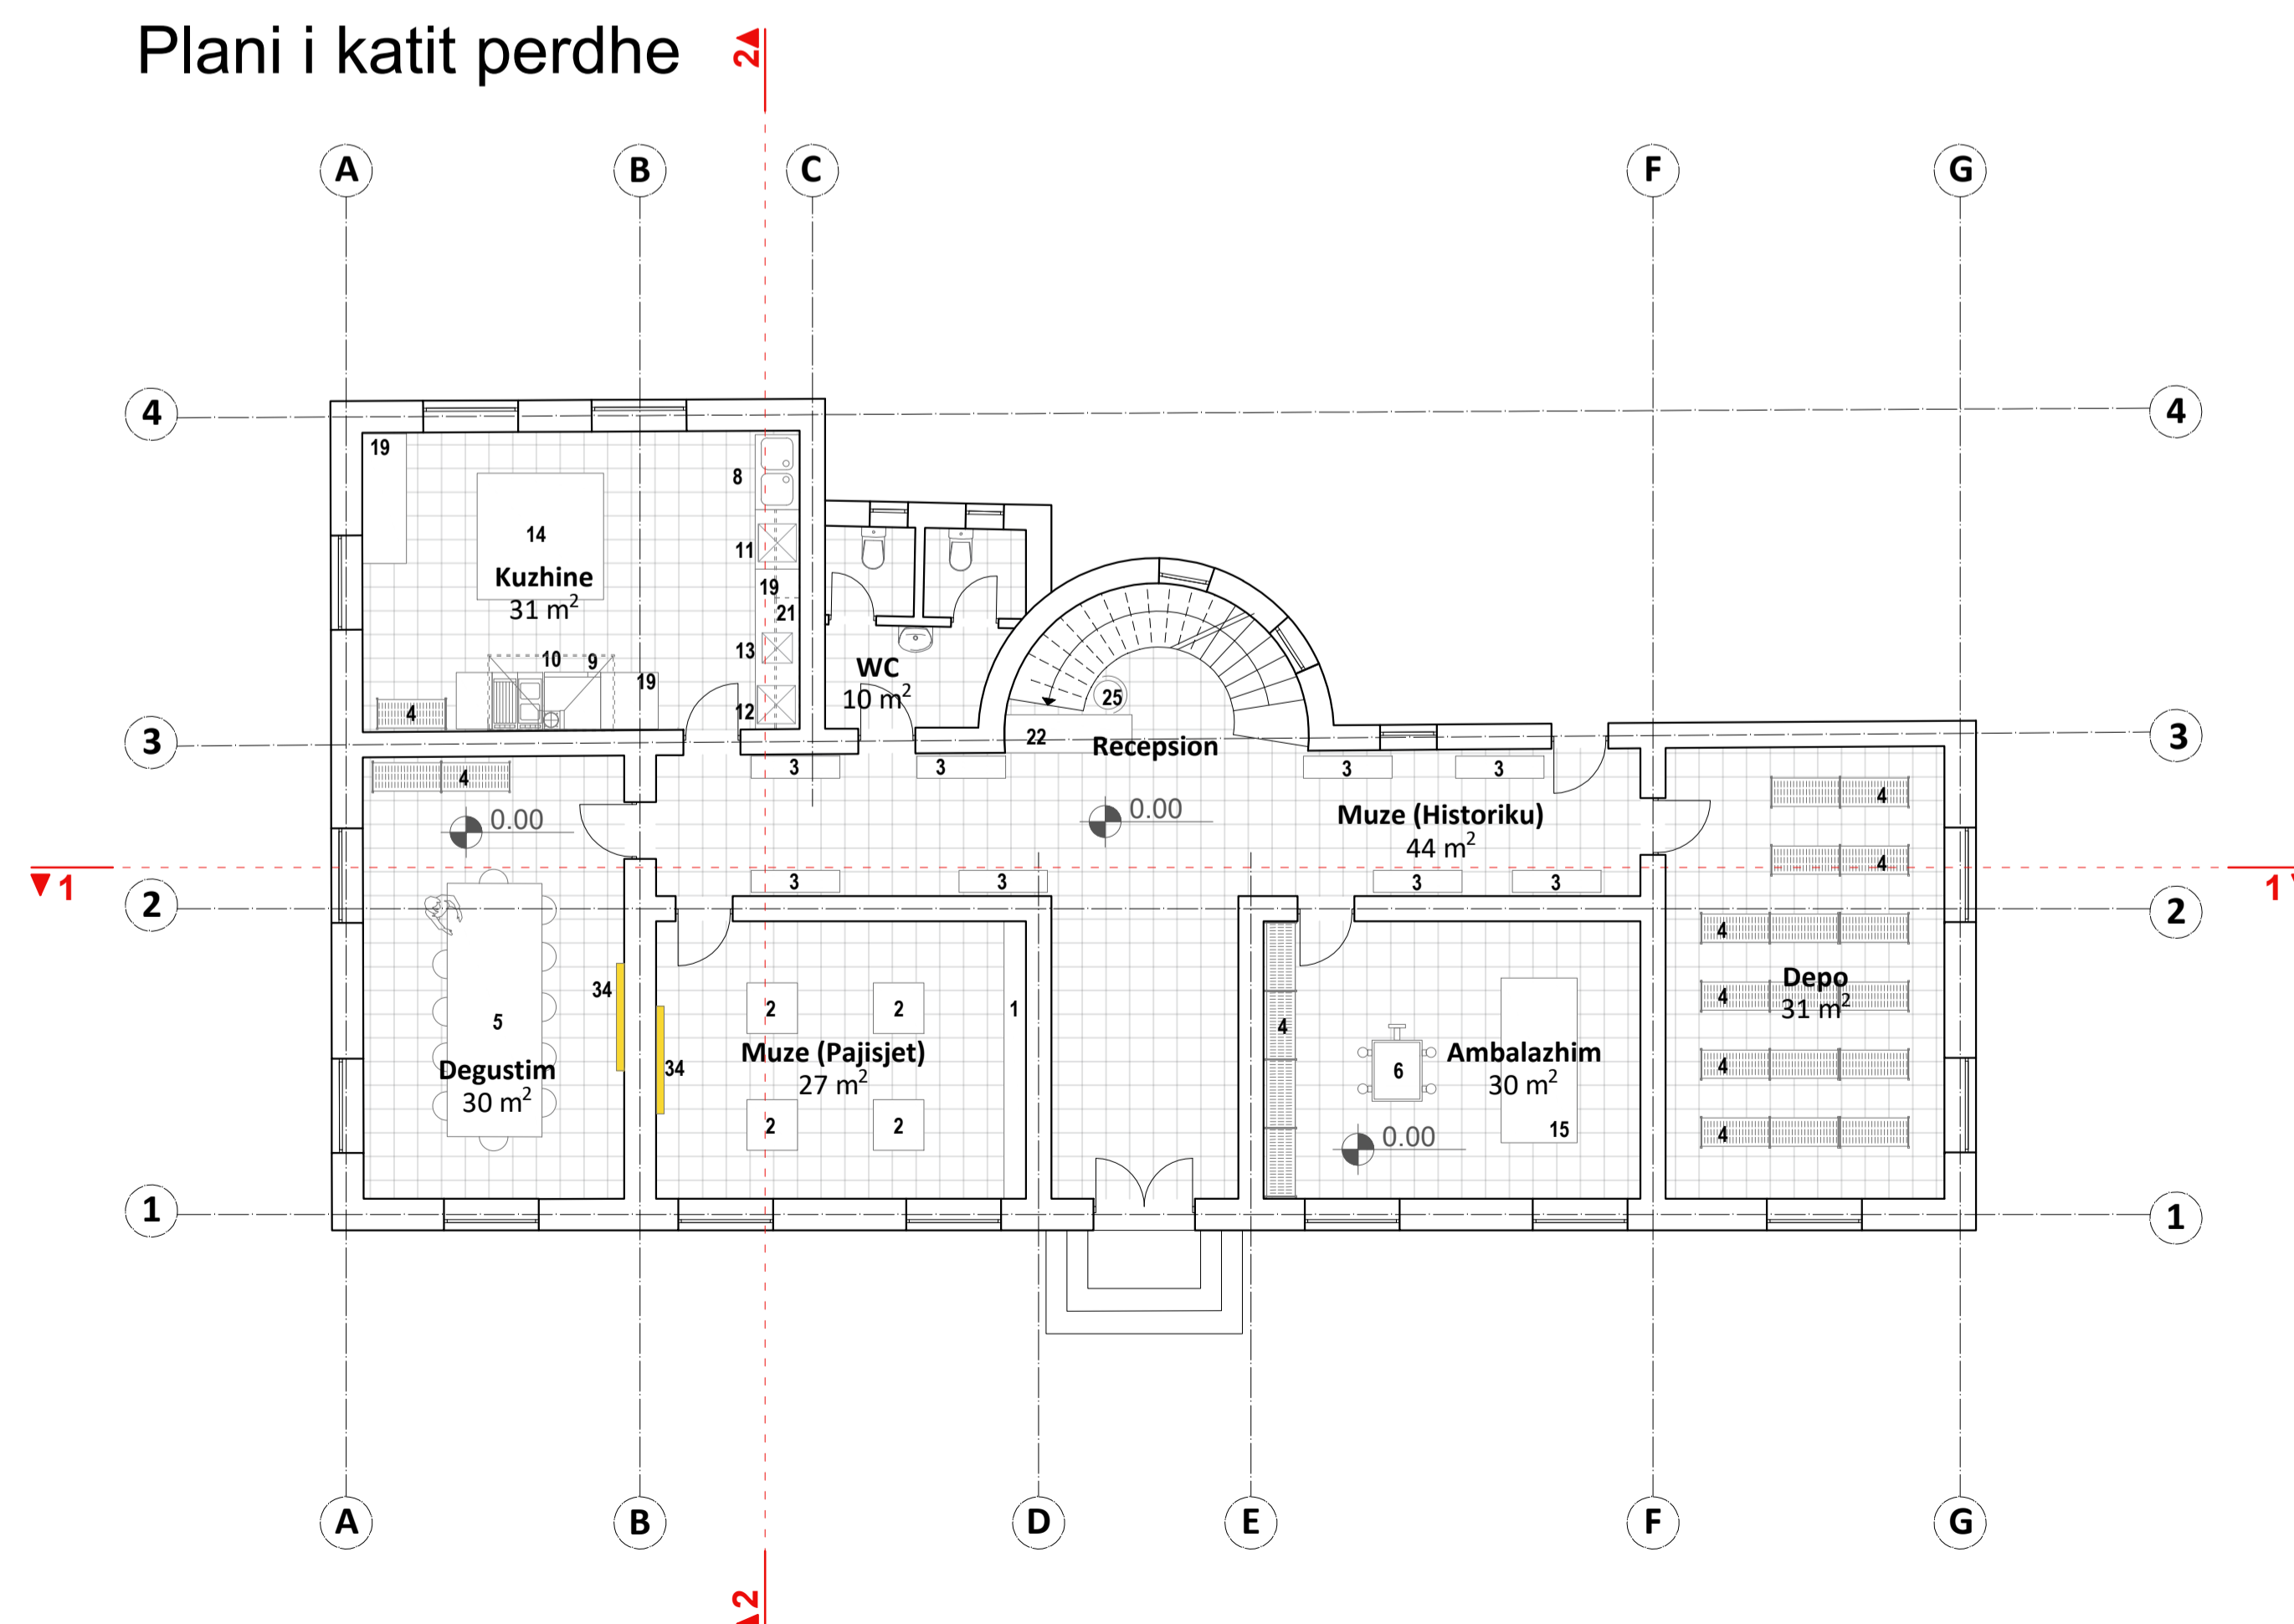 Plani i katit perdhe
2
A
B
C
F
G
4
4
19
8
14
11
Kuzhine
31 m²
19
21
13
10
9
19
12
4
WC
10 m²
25
22
Recepsion
3
3
4
3
3
3
3
4
0.00
0.00
Muze (Historiku)
44 m²
4
4
1
1
3
3
3
3
2
2
4
34
5
2
2
1
4
Depo
31 m²
4
Degustim
30 m²
34
Muze (Pajisjet)
27 m²
6
Ambalazhim
30 m²
4
2
2
0.00
15
4
1
1
A
B
D
E
F
G
2